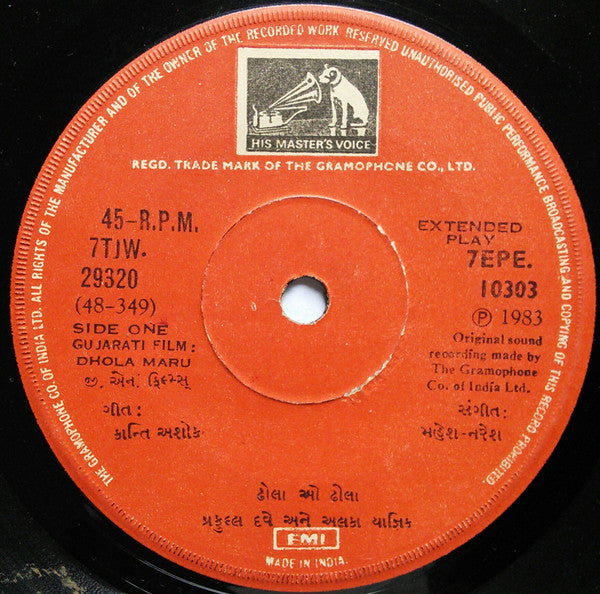 THE GRAMOPHONE CO. OF INDIA LTD. ALL RIGHTS OF THE MANUFACTURER AND OF THE OWNER OF THE RECORDED WORK RESERVED UNAUTHORISED PUBLIC PERFORMANCE BROADCASTING AND COPYING OF THIS RECORD PROHIBITED.
HIS MASTER'S VOICE
REGD. TRADE MARK OF THE GRAMOPHONE CO., LTD.
45-R.P.M.
7TJW.
29320
(48-349)
SIDE ONE
GUJARATI FILM:
DHOLA MARU
જી. એન. ફિલ્મ્સ
ગીત:
કાન્તિ અશોક
EXTENDED
PLAY
7EPE.
10303
Ⓟ 1983
Original sound
recording made by
The Gramophone
Co. of India Ltd.
સંગીત:
મહેશ-નરેશ
ઢોલા ઓ ઢોલા
પ્રફુલ્લ દવે અને અલકા યાજ્ઞિક
EMI
MADE IN INDIA.